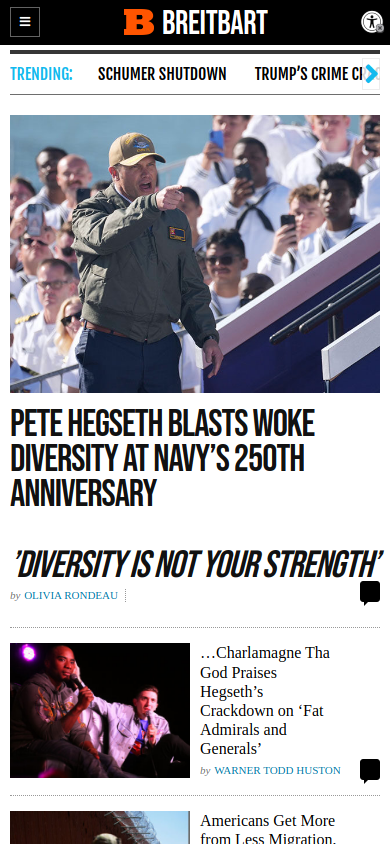 BREITBART
TRENDING: SCHUMER SHUTDOWN TRUMP'S CRIME
PETE HEGSETH BLASTS WOKE
DIVERSITY AT NAVY'S 250TH
ANNIVERSARY
'DIVERSITY IS NOT YOUR STRENGTH'
by OLIVIA RONDEAU
…Charlamagne Tha
God Praises
Hegseth's
Crackdown on 'Fat
Admirals and
Generals'
by WARNER TODD HUSTON
Americans Get More
from Less Migration,